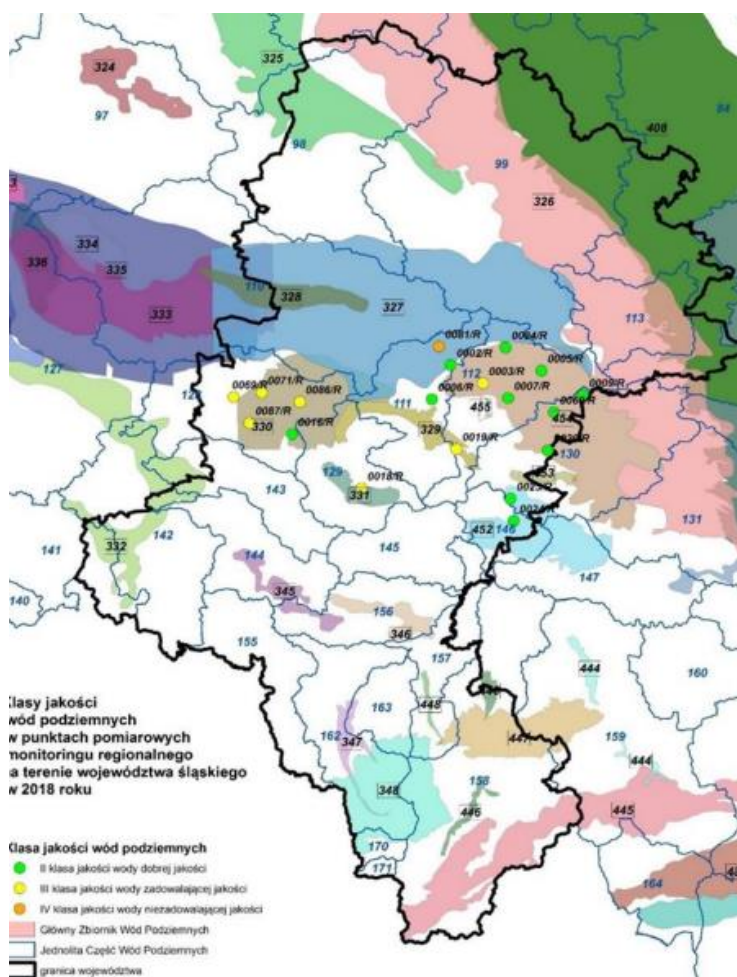 324
325
97
98
408
84
99
326
334
336
335
110
328
327
333
113
0081/R
0004/R
127
0002/R
0005/R
112
0003/R
0069/R
0071/R
0086/R
0006/R
0007/R
0009/R
111
455
454
0087/R
330
0016/R
329
0019/R
130
129
0018/R
331
143
452
146
131
142
332
141
144
145
147
140
345
156
346
155
157
160
444
163
448
159
162
347
447
444
158
348
446
445
170
171
164
Klasy jakości
wód podziemnych
w punktach pomiarowych
monitoringu regionalnego
na terenie województwa śląskiego
w 2018 roku
Klasa jakości wód podziemnych
II klasa jakości wody dobrej jakości
III klasa jakości wody zadowalającej jakości
IV klasa jakości wody niezadowalającej jakości
Główny Zbiornik Wód Podziemnych
Jednolita Część Wód Podziemnych
granica województwa